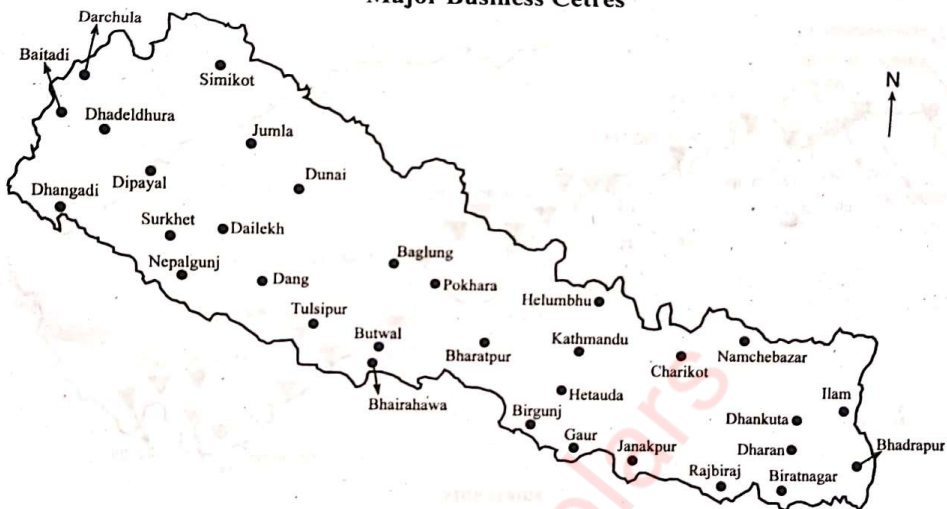 Major Business Cetres
Darchula
Baitadi
Simikot
N
Dhadeldhura
Jumla
Dunai
Dipayal
Dhangadi
Surkhet
Dailekh
Nepalgunj
Baglung
Dang
Pokhara
Helumbhu
Tulsipur
Butwal
Bharatpur
Kathmandu
Namchebazar
Charikot
Bhairahawa
Hetauda
Ilam
Birgunj
Dhankuta
Gaur
Janakpur
Dharan
Bhadrapur
Rajbiraj
Biratnagar